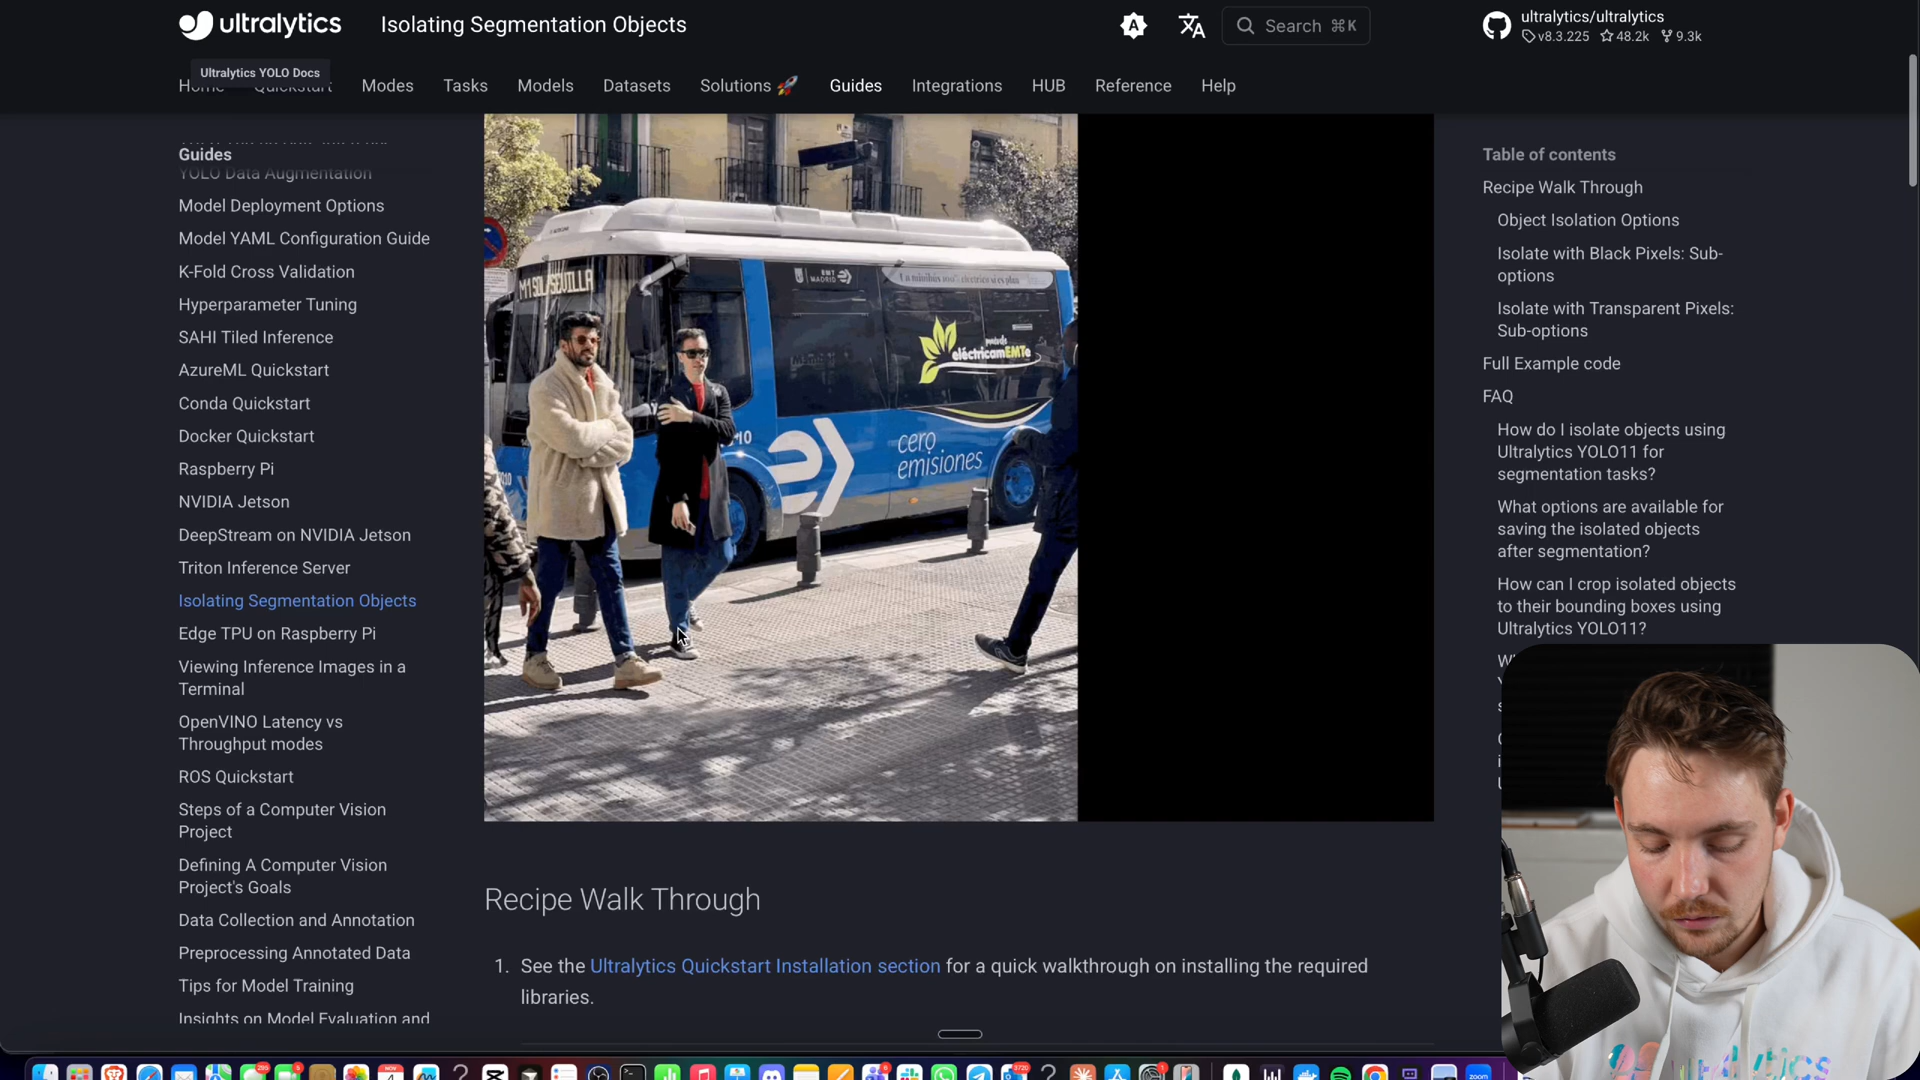 ultralytics
Isolating Segmentation Objects
Search ⌘K
ultralytics/ultralytics
v8.3.225 48.2k 9.3k
Ultralytics YOLO Docs
Home Quickstart Modes Tasks Models Datasets Solutions 🚀 Guides Integrations HUB Reference Help
Guides
YOLO Data Augmentation
Model Deployment Options
Model YAML Configuration Guide
K-Fold Cross Validation
Hyperparameter Tuning
SAHI Tiled Inference
AzureML Quickstart
Conda Quickstart
Docker Quickstart
Raspberry Pi
NVIDIA Jetson
DeepStream on NVIDIA Jetson
Triton Inference Server
Isolating Segmentation Objects
Edge TPU on Raspberry Pi
Viewing Inference Images in a
Terminal
OpenVINO Latency vs
Throughput modes
ROS Quickstart
Steps of a Computer Vision
Project
Defining A Computer Vision
Project's Goals
Data Collection and Annotation
Preprocessing Annotated Data
Tips for Model Training
Insights on Model Evaluation and
M1 SOL/SEVILLA
EMT
MADRID
eléctricamEMTe
cero
emisiones
Recipe Walk Through
1. See the Ultralytics Quickstart Installation section for a quick walkthrough on installing the required
libraries.
Table of contents
Recipe Walk Through
Object Isolation Options
Isolate with Black Pixels: Sub-
options
Isolate with Transparent Pixels:
Sub-options
Full Example code
FAQ
How do I isolate objects using
Ultralytics YOLO11 for
segmentation tasks?
What options are available for
saving the isolated objects
after segmentation?
How can I crop isolated objects
to their bounding boxes using
Ultralytics YOLO11?
ultralytics
zoom